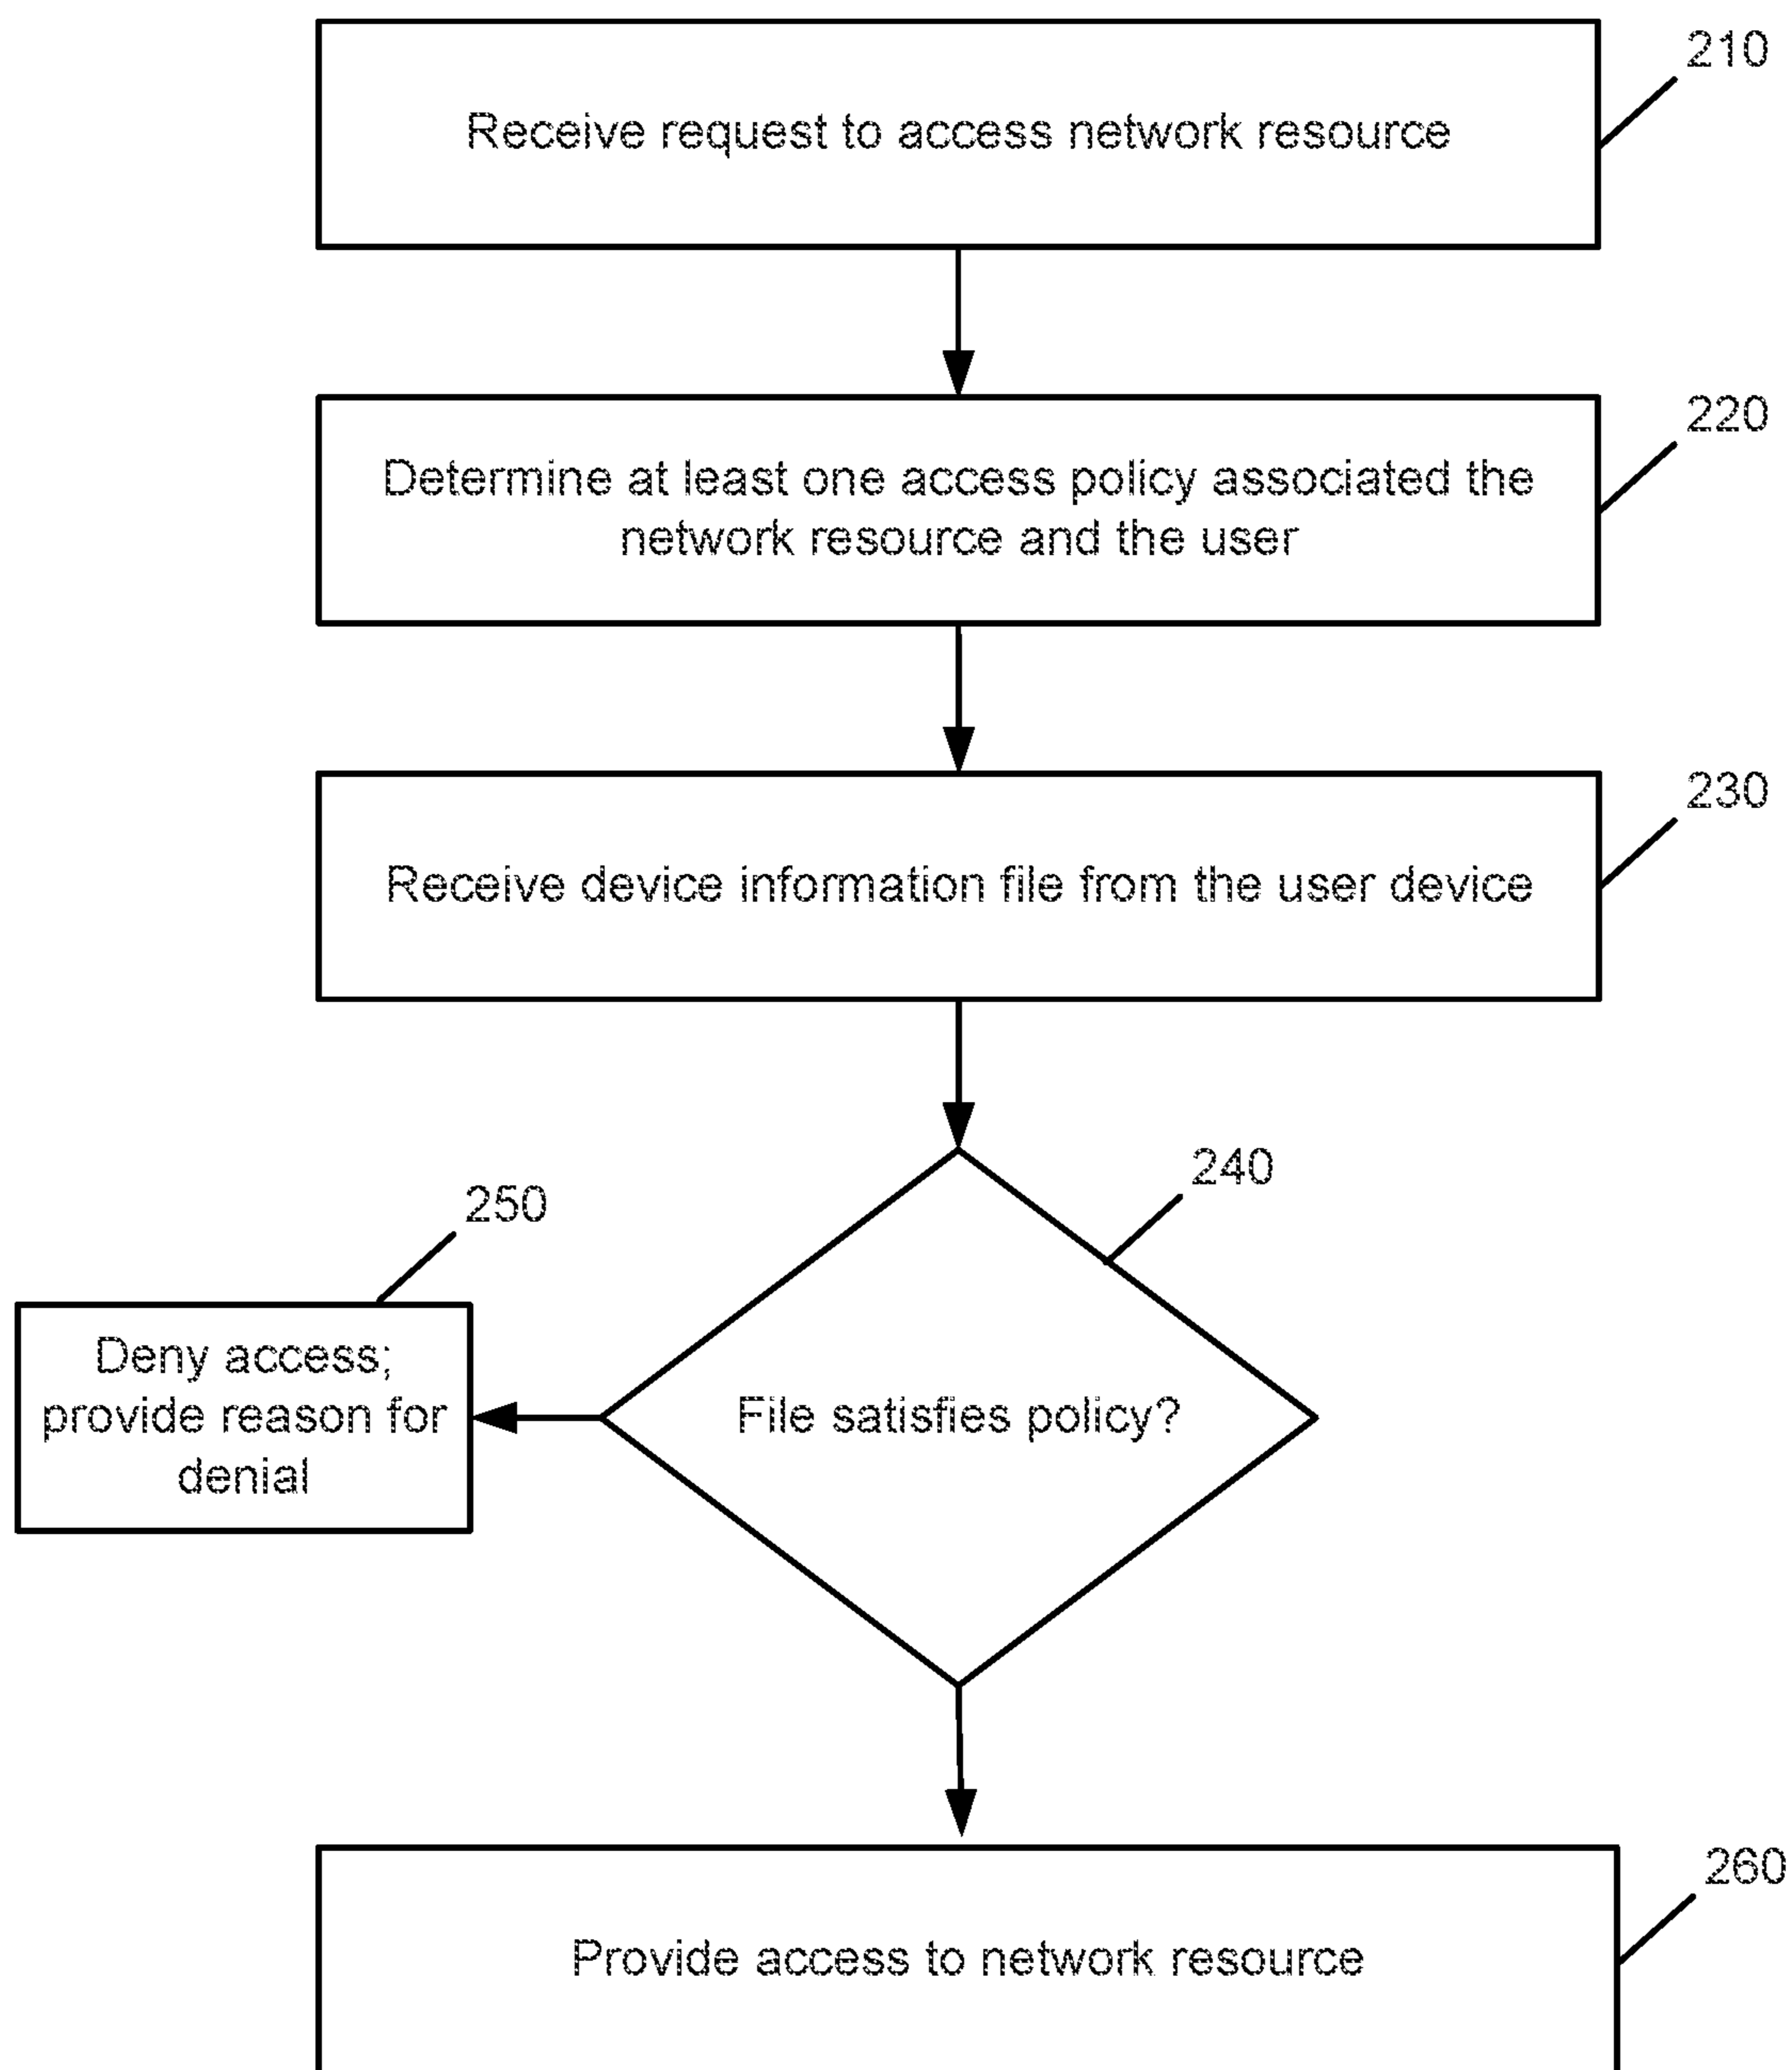 210
Receive request to access network resource
220
Determine at least one access policy associated the
network resource and the user
230
Receive device information file from the user device
240
250
Deny access;
provide reason for
denial
File satisfies policy?
260
Provide access to network resource